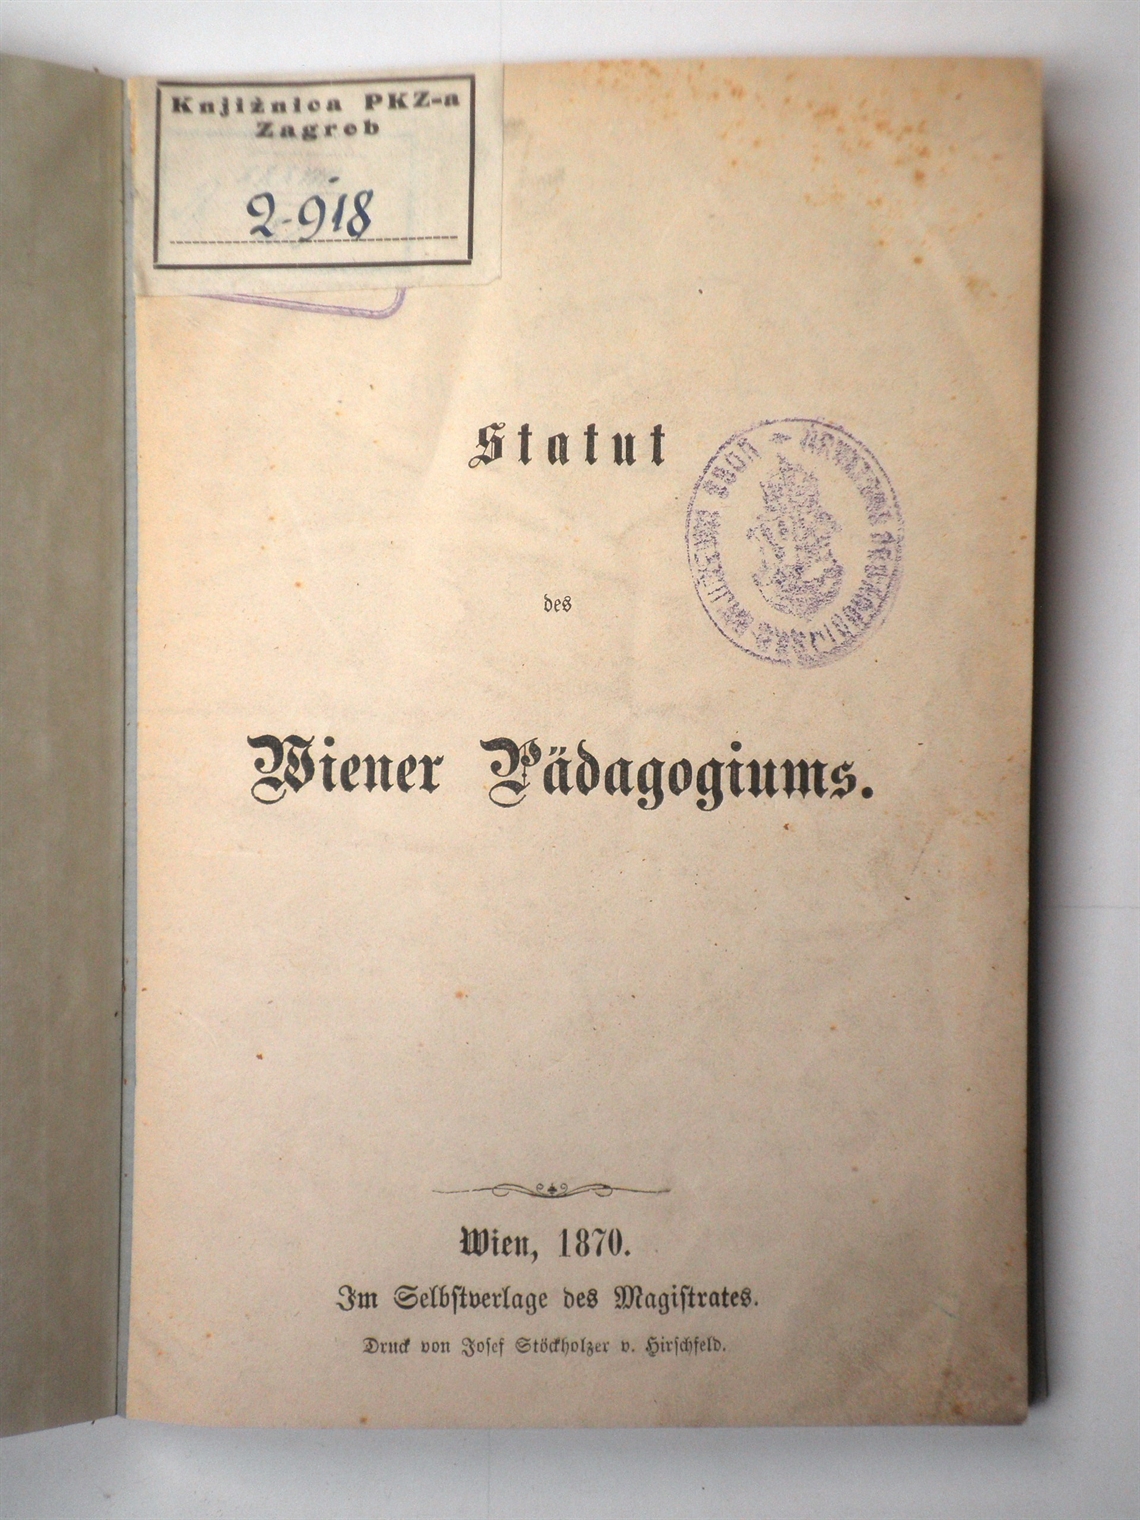 Knjižnica PKZ-a
Zagreb
2-918
Statut
des
Wiener Pädagogiums.
Wien, 1870.
Im Selbstverlage des Magistrates.
Druck von Josef Stöckholzer v. Hirschfeld.